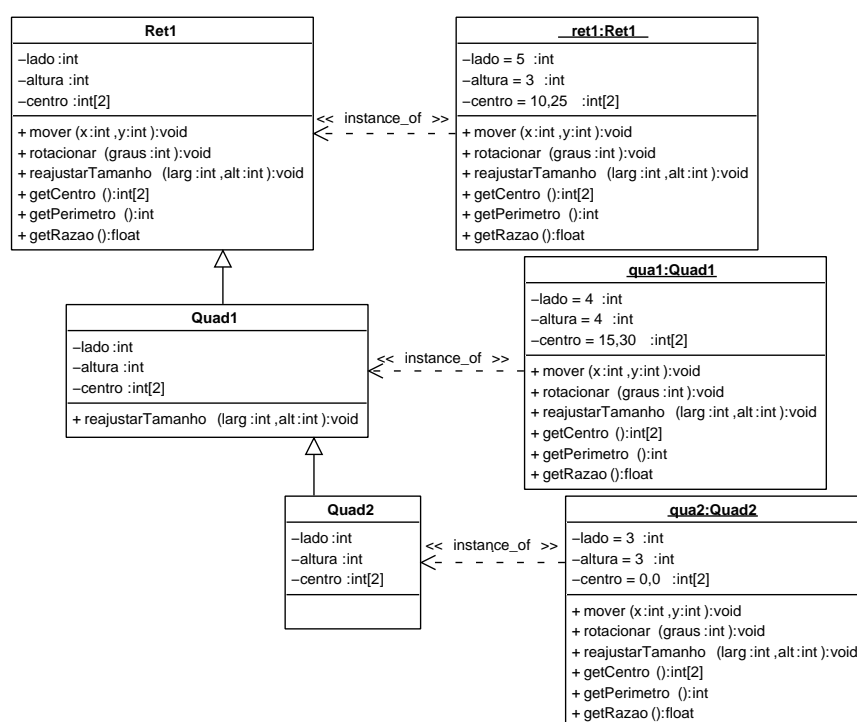 Ret1
−lado :int
−altura :int
−centro :int[2]
+ mover (x:int ,y:int ):void
+ rotacionar (graus :int ):void
+ reajustarTamanho (larg :int ,alt :int ):void
+ getCentro ():int[2]
+ getPerimetro ():int
+ getRazao ():float
<< instance_of >>
ret1:Ret1
−lado = 5 :int
−altura = 3 :int
−centro = 10,25 :int[2]
+ mover (x:int ,y:int ):void
+ rotacionar (graus :int ):void
+ reajustarTamanho (larg :int ,alt :int ):void
+ getCentro ():int[2]
+ getPerimetro ():int
+ getRazao ():float
Quad1
−lado :int
−altura :int
−centro :int[2]
+ reajustarTamanho (larg :int ,alt :int ):void
<< instance_of >>
qua1:Quad1
−lado = 4 :int
−altura = 4 :int
−centro = 15,30 :int[2]
+ mover (x:int ,y:int ):void
+ rotacionar (graus :int ):void
+ reajustarTamanho (larg :int ,alt :int ):void
+ getCentro ():int[2]
+ getPerimetro ():int
+ getRazao ():float
Quad2
−lado :int
−altura :int
−centro :int[2]
<< instance_of >>
qua2:Quad2
−lado = 3 :int
−altura = 3 :int
−centro = 0,0 :int[2]
+ mover (x:int ,y:int ):void
+ rotacionar (graus :int ):void
+ reajustarTamanho (larg :int ,alt :int ):void
+ getCentro ():int[2]
+ getPerimetro ():int
+ getRazao ():float